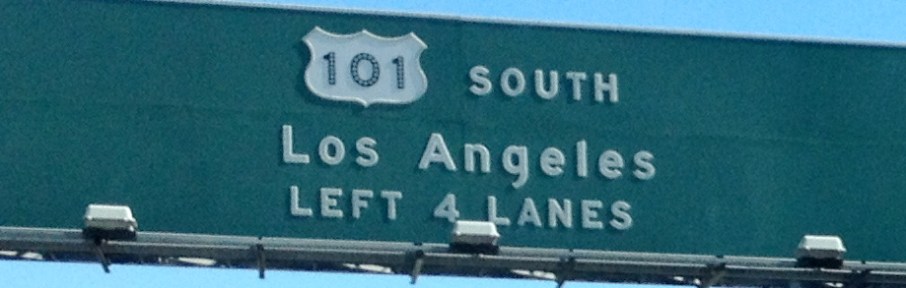 101 SOUTH
Los Angeles
LEFT 4 LANES